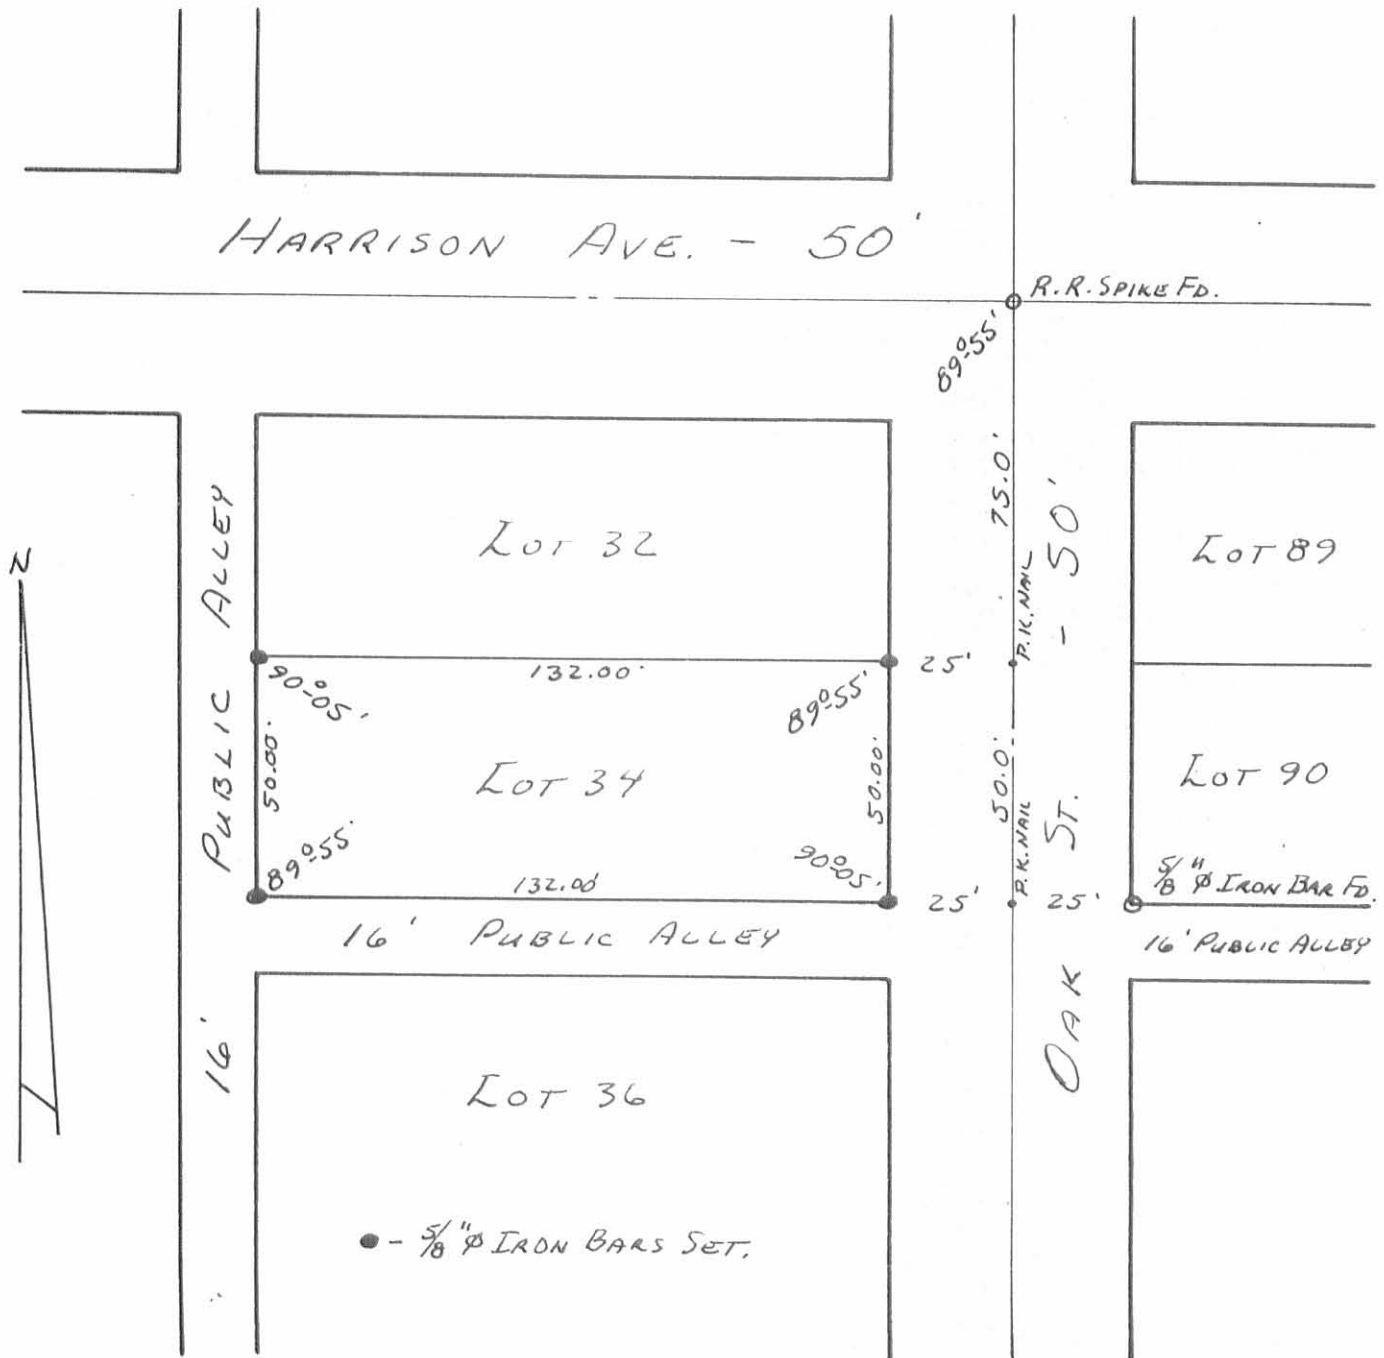 HARRISON AVE. - 50'
R.R. SPIKE FD.
89°-55'
75.0'
P.K. NAIL
OAK ST. - 50'
LOT 32
LOT 89
N
16' PUBLIC ALLEY
132.00'
25'
90°-05'
89°-55'
50.00'
LOT 34
50.00'
50.0'
P.K. NAIL
LOT 90
89°-55'
132.00'
90°-05'
25'
25'
5/8"ø IRON BAR FD.
16' PUBLIC ALLEY
16' PUBLIC ALLEY
LOT 36
● - 5/8"ø IRON BARS SET.